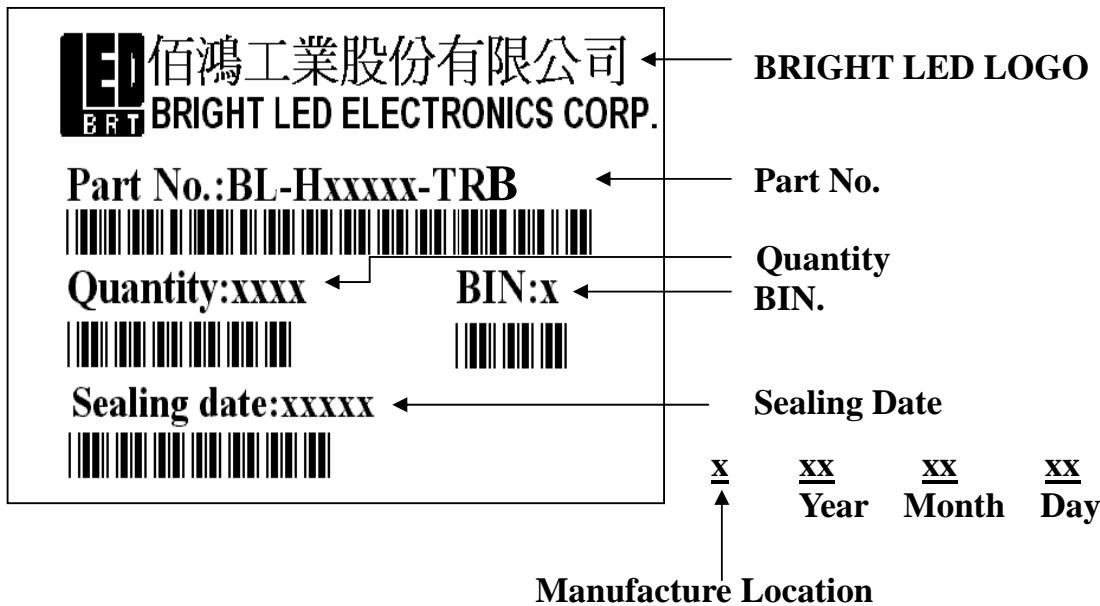 LED 佰鴻工業股份有限公司
BRT BRIGHT LED ELECTRONICS CORP.
BRIGHT LED LOGO
Part No.:BL-Hxxxxx-TRB
Part No.
Quantity:xxxx
BIN:x
Quantity
BIN.
Sealing date:xxxxx
Sealing Date
x xx xx xx
Year Month Day
Manufacture Location